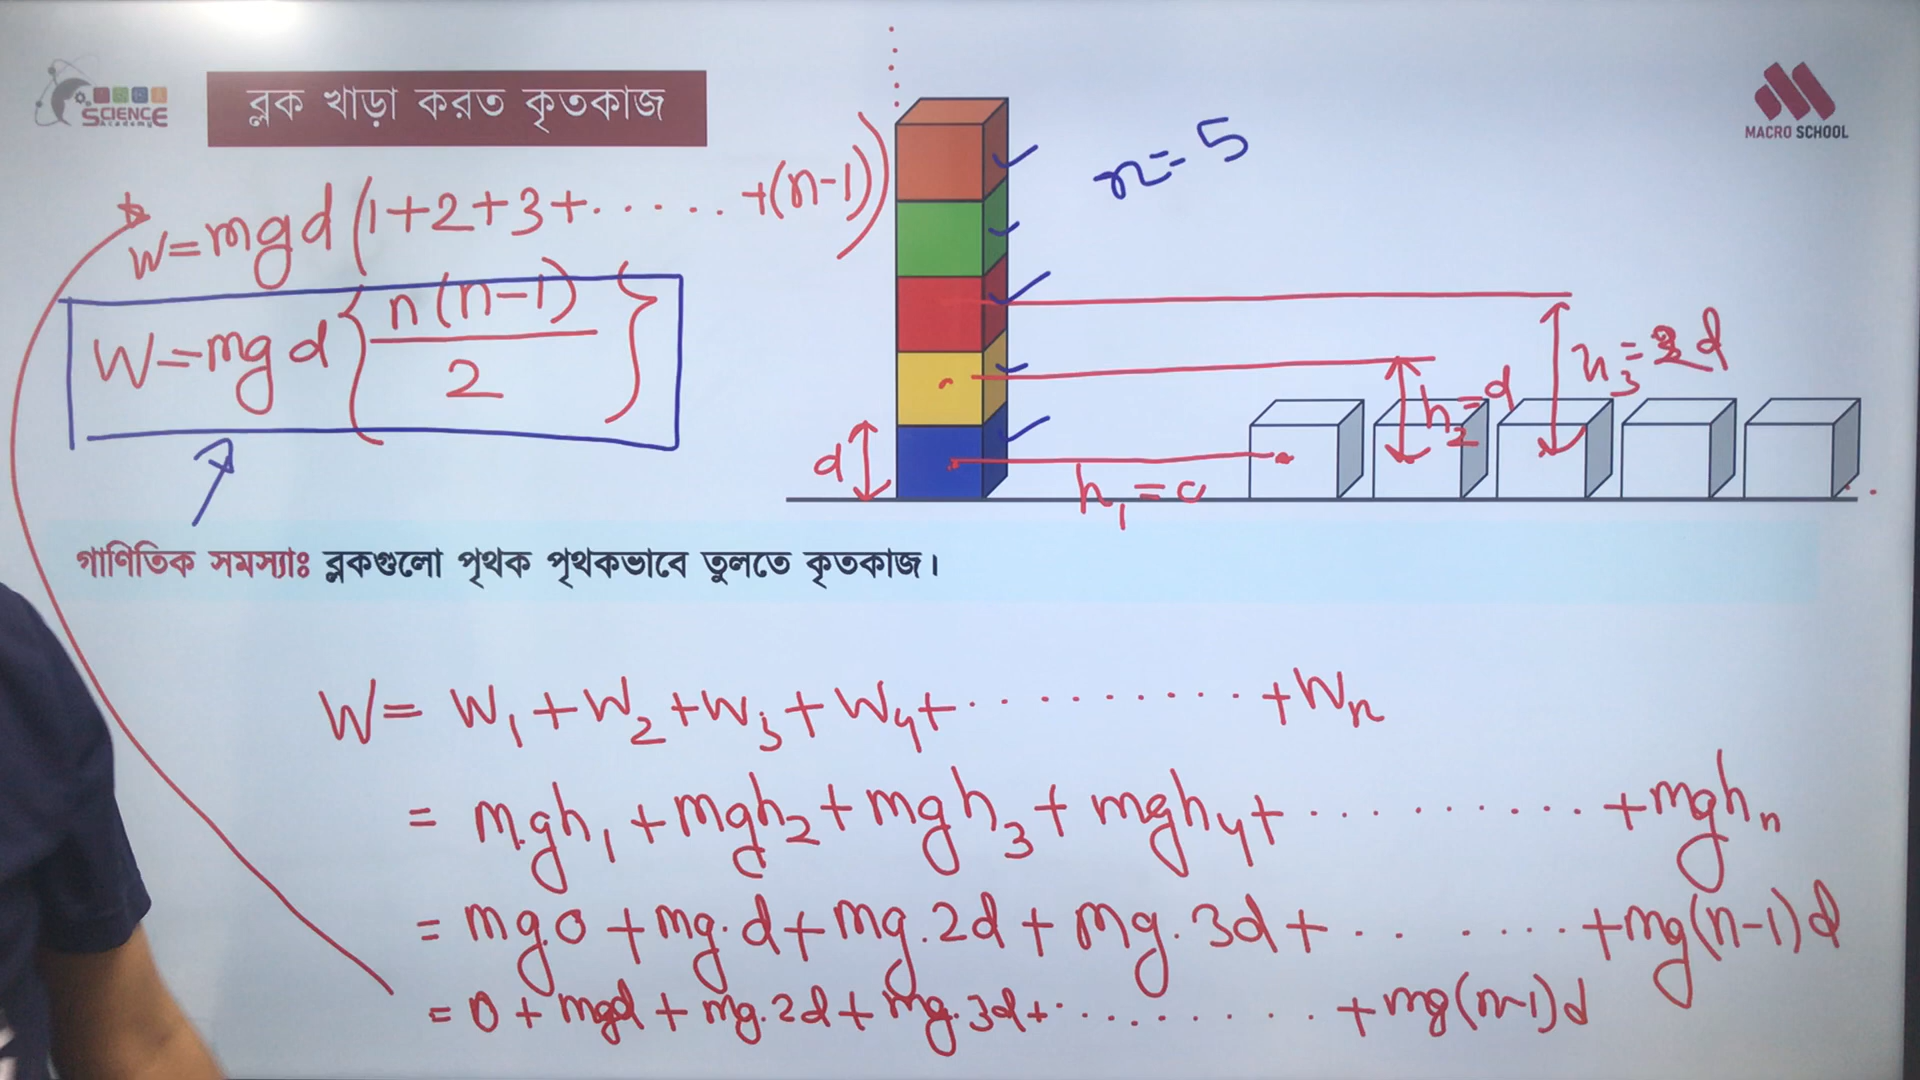 SCIENCE
Academy
ব্লক খাড়া করত কৃতকাজ
MACRO SCHOOL
n = 5
W = mgd (1+2+3+......+(n-1))
W = mgd {n(n-1)/2}
h₃ = 2d
h₂ = d
d
h₁ = 0
গাণিতিক সমস্যাঃ ব্লকগুলো পৃথক পৃথকভাবে তুলতে কৃতকাজ।
W = W₁ + W₂ + W₃ + W₄ + .......... + Wₙ
= mgh₁ + mgh₂ + mgh₃ + mgh₄ + .......... + mghₙ
= mg.0 + mg.d + mg.2d + mg.3d + ...... + mg(n-1)d
= 0 + mgd + mg.2d + mg.3d + ......... + mg(n-1)d